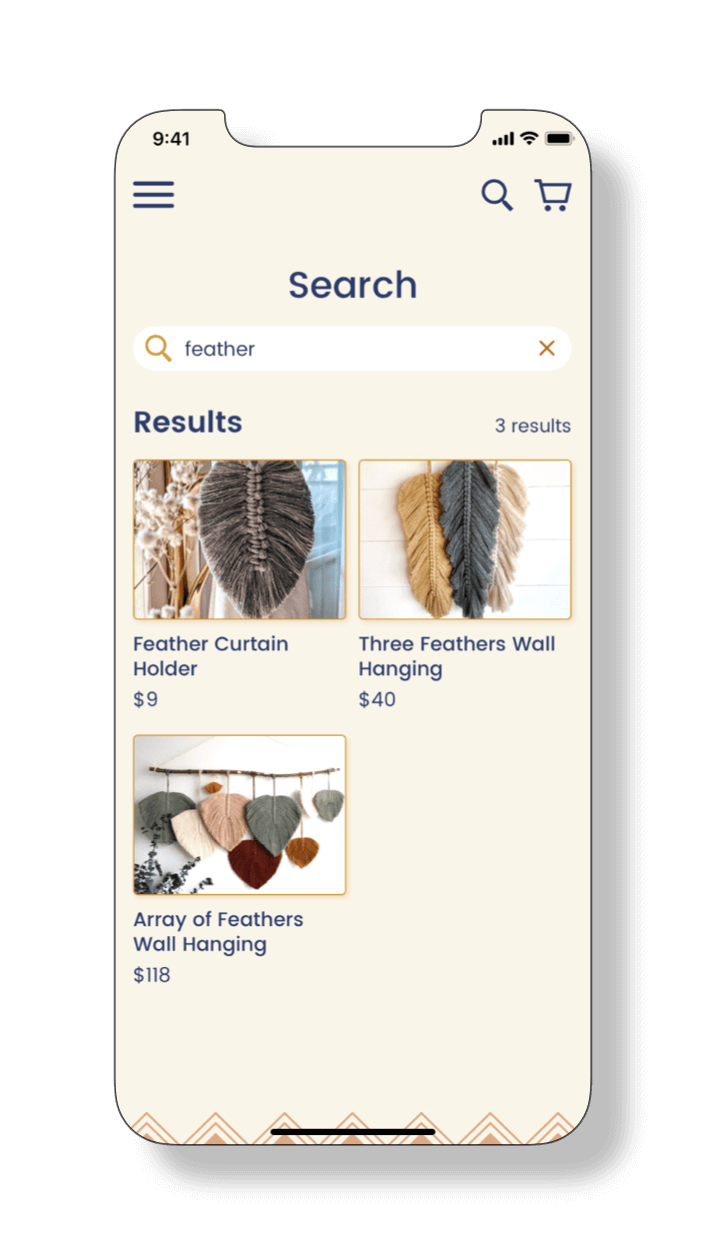 9:41
Search
feather
Results
3 results
Feather Curtain
Holder
$9
Three Feathers Wall
Hanging
$40
Array of Feathers
Wall Hanging
$118